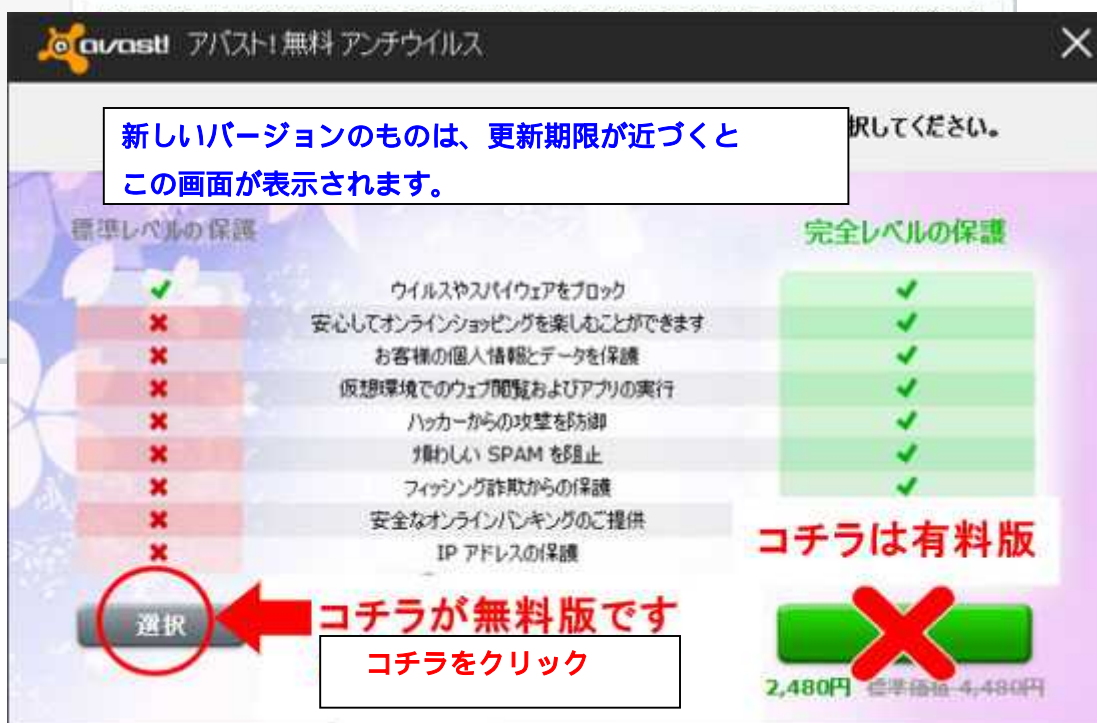 avast! アバスト! 無料 アンチウイルス
択してください。
新しいバージョンのものは、更新期限が近づくと
この画面が表示されます。
標準レベルの保護
完全レベルの保護
ウイルスやスパイウェアをブロック
安心してオンラインショッピングを楽しむことができます
お客様の個人情報とデータを保護
仮想環境でのウェブ閲覧およびアプリの実行
ハッカーからの攻撃を防御
煩わしい SPAM を阻止
フィッシング詐欺からの保護
安全なオンラインバンキングのご提供
IP アドレスの保護
コチラは有料版
選択
コチラが無料版です
コチラをクリック
2,480円 標準価格 4,480円